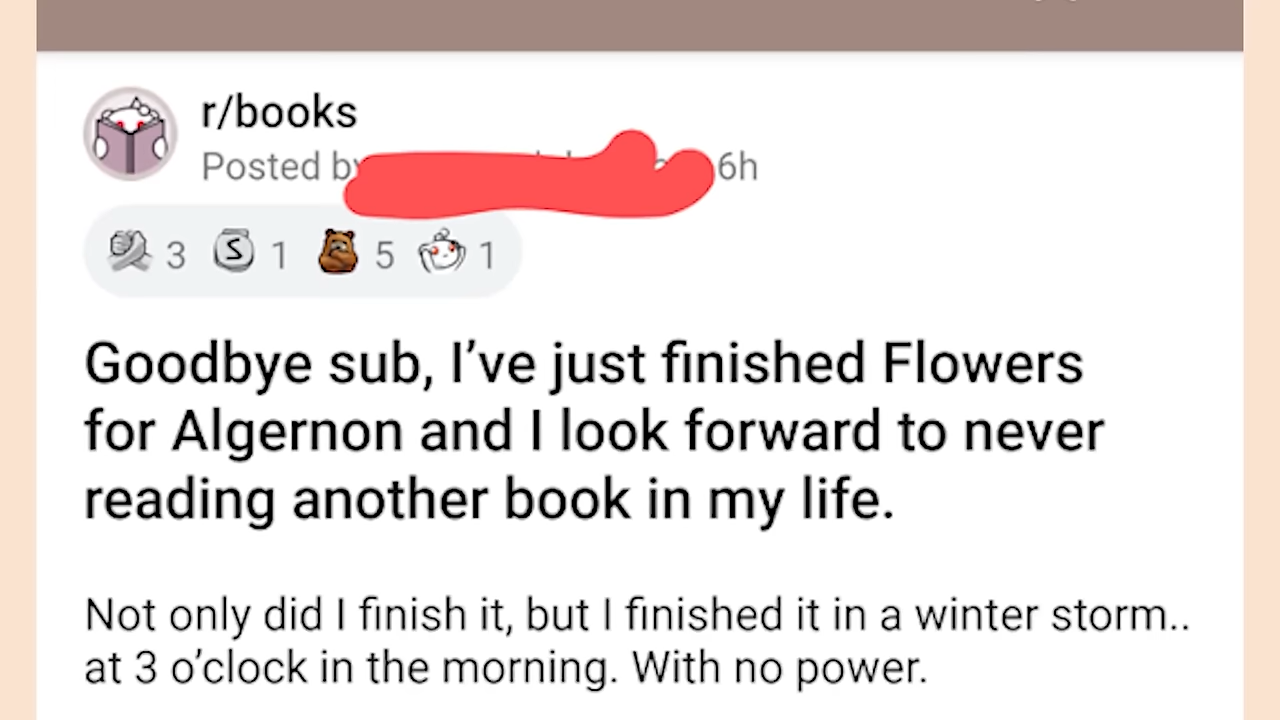 r/books
Posted by 6h
3 S 1 5 1
Goodbye sub, I’ve just finished Flowers
for Algernon and I look forward to never
reading another book in my life.
Not only did I finish it, but I finished it in a winter storm..
at 3 o’clock in the morning. With no power.